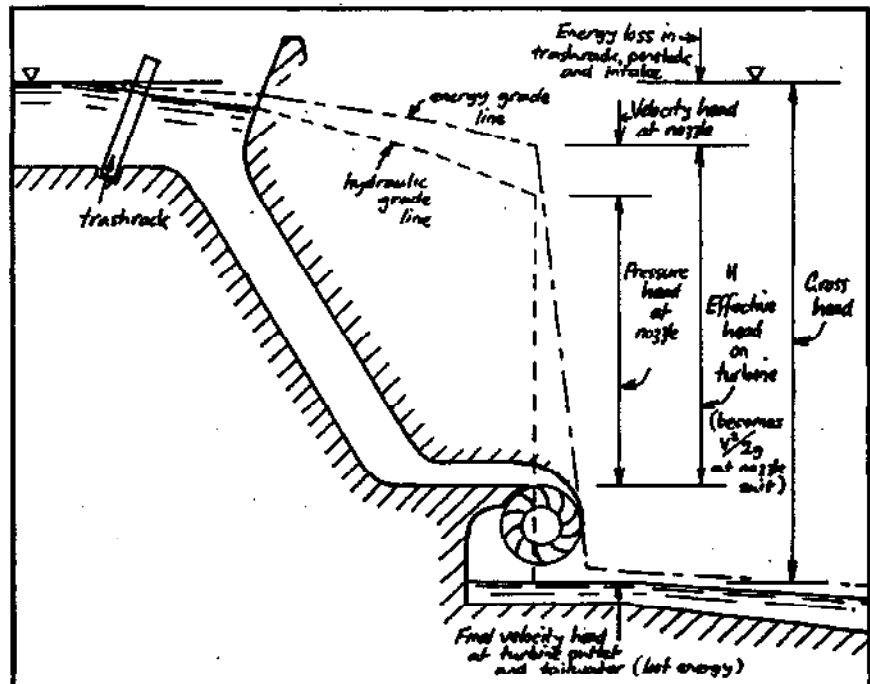 Energy loss in
trashrack, penstock
and intake
energy grade
line
Velocity head
at nozzle
hydraulic
grade
line
trashrack
Pressure
head
at
nozzle
H
Effective
head
on
turbine
(becomes
V²/2g
at nozzle
exit)
Gross
head
Final velocity head
at turbine outlet
and tailwater (lost energy)